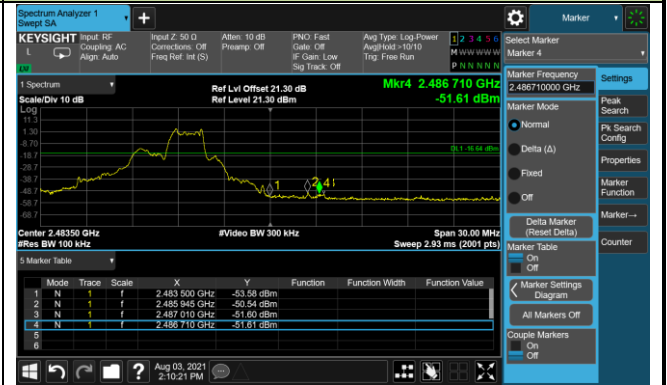 Spectrum Analyzer 1
Swept SA
Marker
KEYSIGHT
L
Input: RF
Coupling: AC
Align: Auto
Input Z: 50 Ω
Corrections: Off
Freq Ref: Int (S)
Atten: 10 dB
Preamp: Off
PNO: Fast
Gate: Off
IF Gain: Low
Sig Track: Off
Avg Type: Log-Power
Avg|Hold:>10/10
Trig: Free Run
1 2 3 4 5 6
M W W W W W
P N N N N N
Select Marker
Marker 4
1 Spectrum
Scale/Div 10 dB
Log
Ref Lvl Offset 21.30 dB
Ref Level 21.30 dBm
Mkr4 2.486 710 GHz
-51.61 dBm
11.3
1.30
-8.70
-18.7
-28.7
-38.7
-48.7
-58.7
-68.7
DL1 -16.64 dBm
1
2
4
Center 2.48350 GHz
#Res BW 100 kHz
#Video BW 300 kHz
Span 30.00 MHz
Sweep 2.93 ms (2001 pts)
5 Marker Table
Mode Trace Scale X Y Function Function Width Function Value
1 N 1 f 2.483 500 GHz -53.58 dBm
2 N 1 f 2.485 945 GHz -50.54 dBm
3 N 1 f 2.487 010 GHz -51.60 dBm
4 N 1 f 2.486 710 GHz -51.61 dBm
5
6
Marker Frequency
2.486710000 GHz
Marker Mode
Normal
Delta (Δ)
Fixed
Off
Delta Marker
(Reset Delta)
Marker Table
On
Off
Marker Settings
Diagram
All Markers Off
Couple Markers
On
Off
Settings
Peak
Search
Pk Search
Config
Properties
Marker
Function
Marker→
Counter
Aug 03, 2021
2:10:21 PM